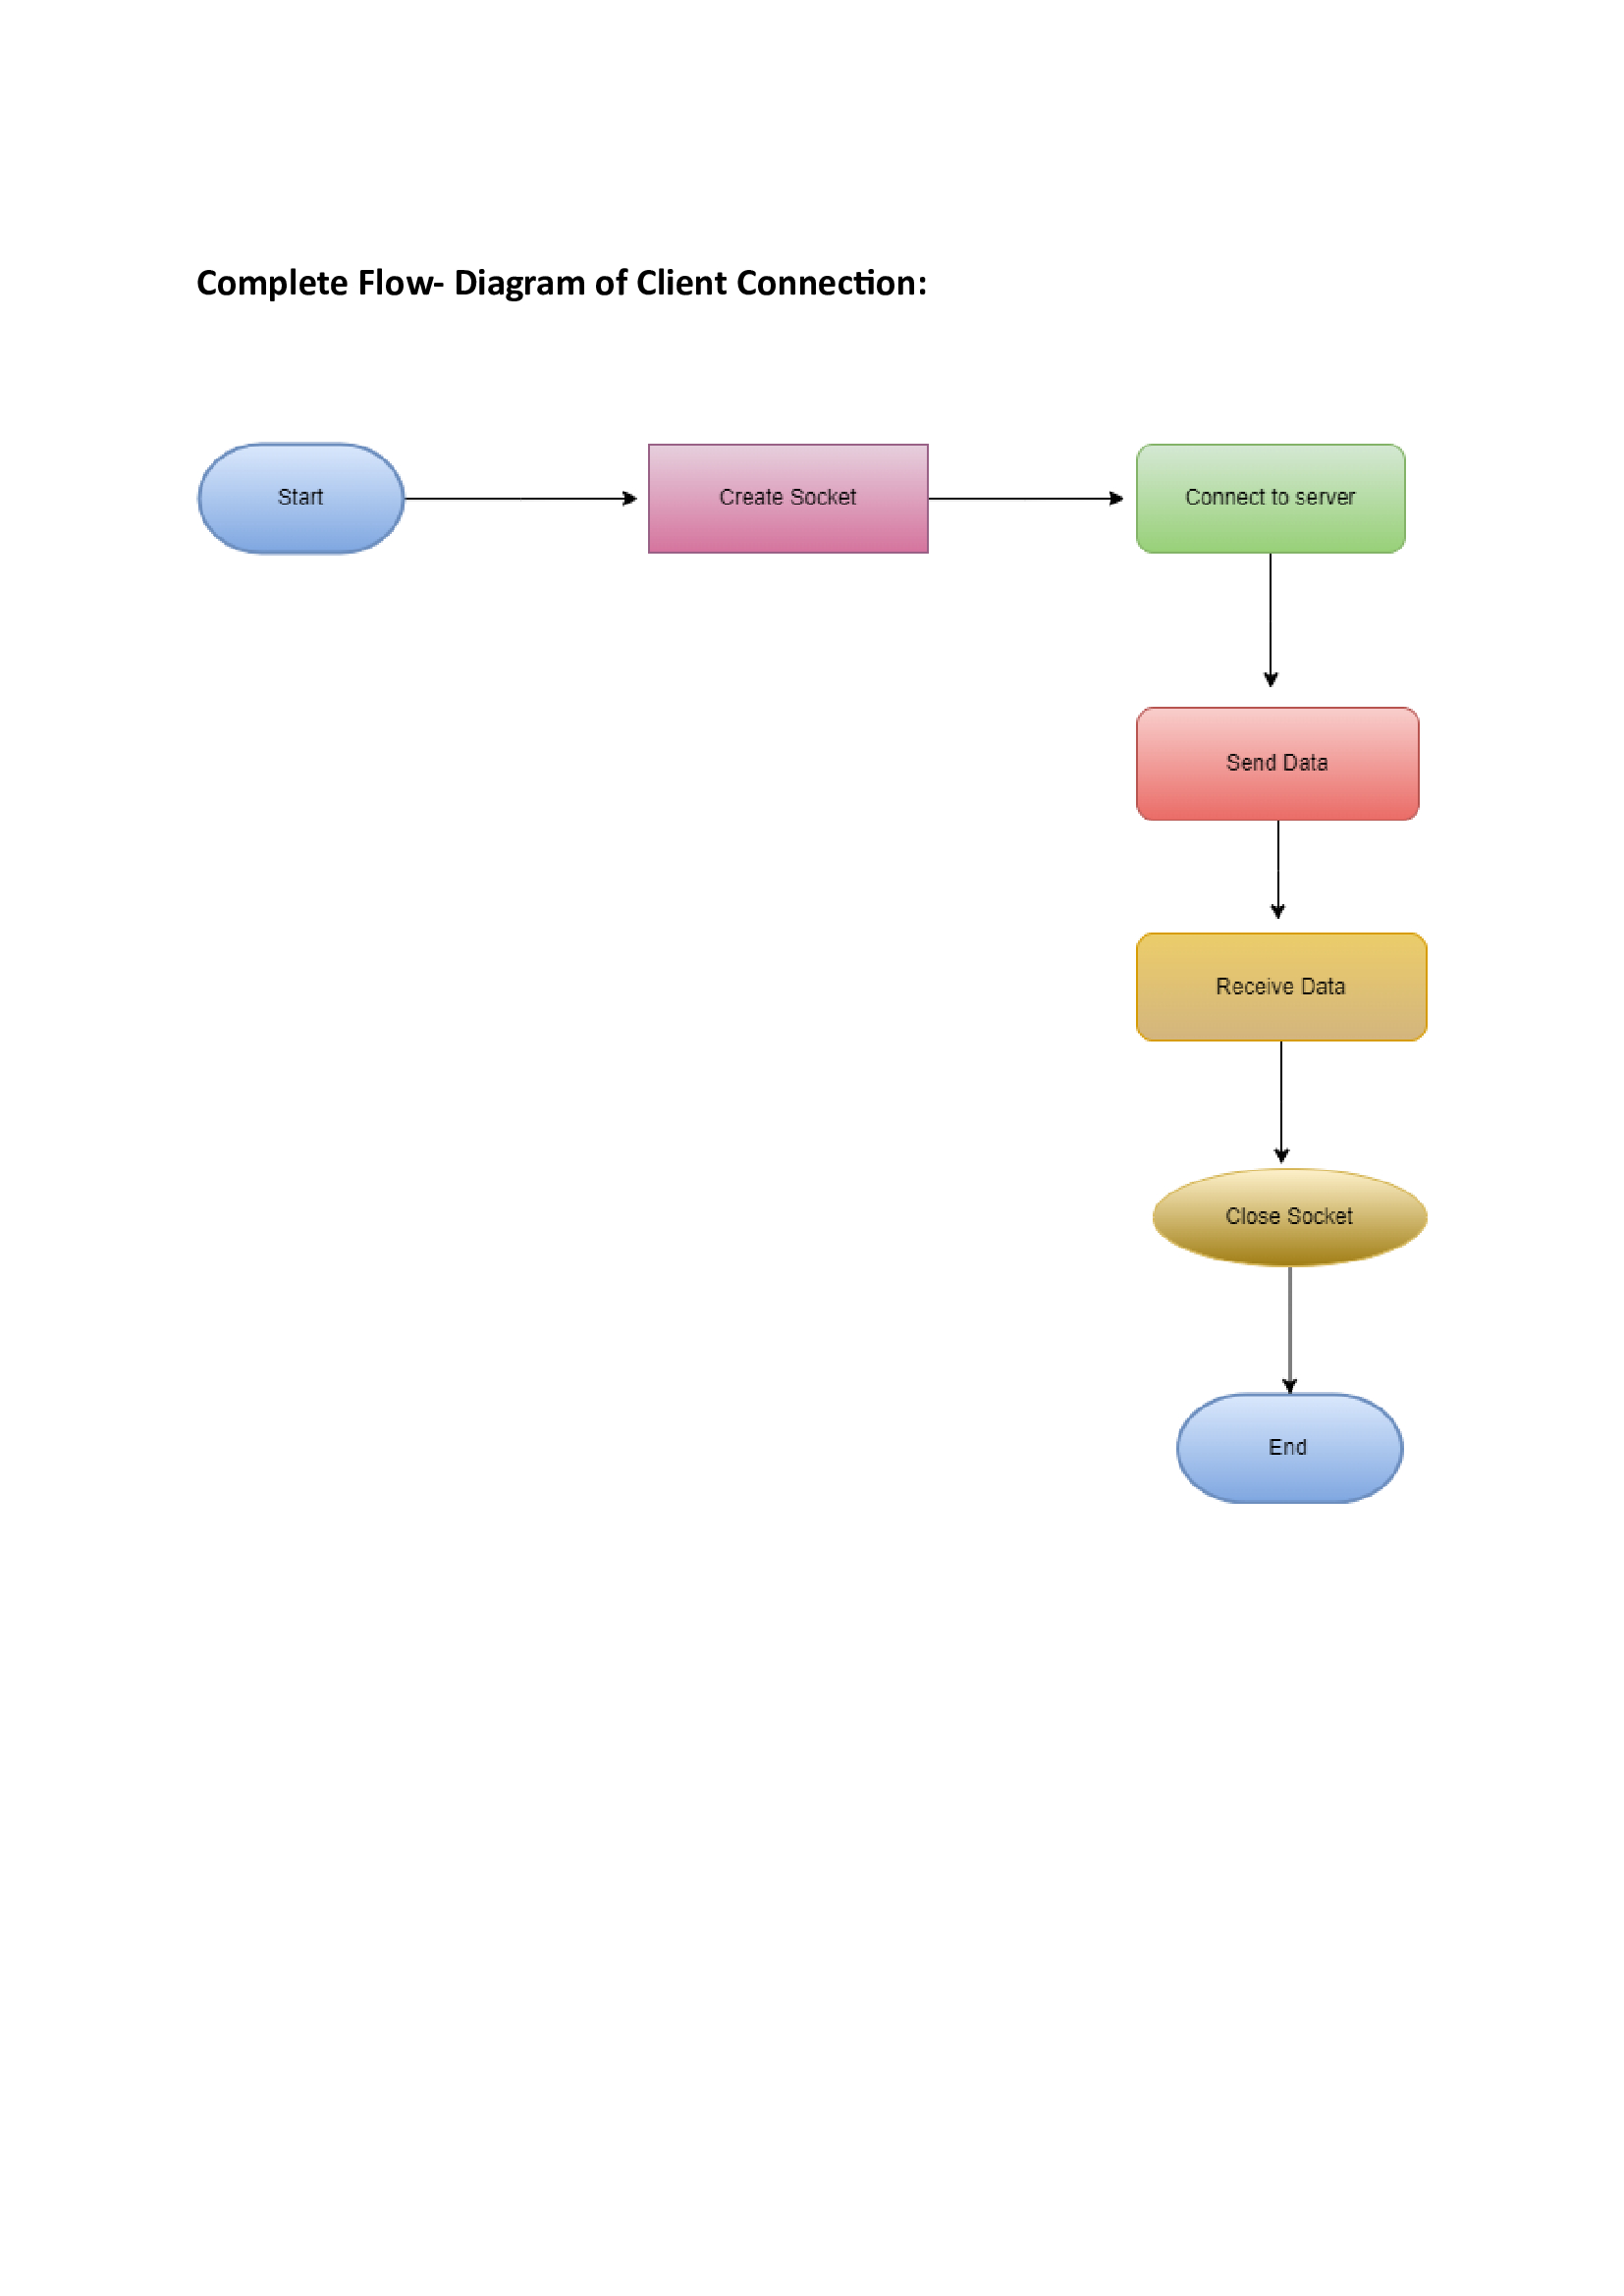 Complete Flow- Diagram of Client Connection:
Start
Create Socket
Connect to server
Send Data
Receive Data
Close Socket
End